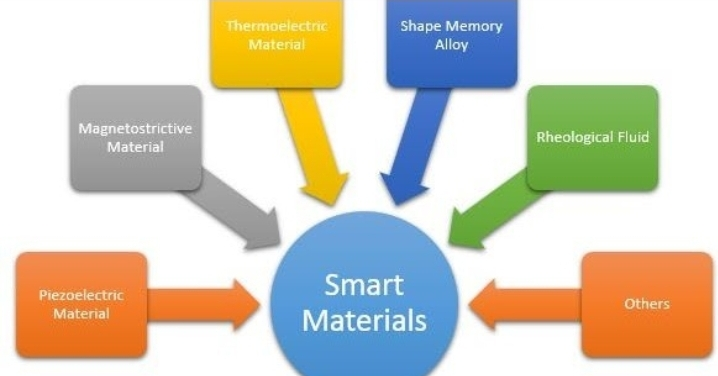 Thermoelectric
Material
Shape Memory
Alloy
Magnetostrictive
Material
Rheological Fluid
Piezoelectric
Material
Smart
Materials
Others